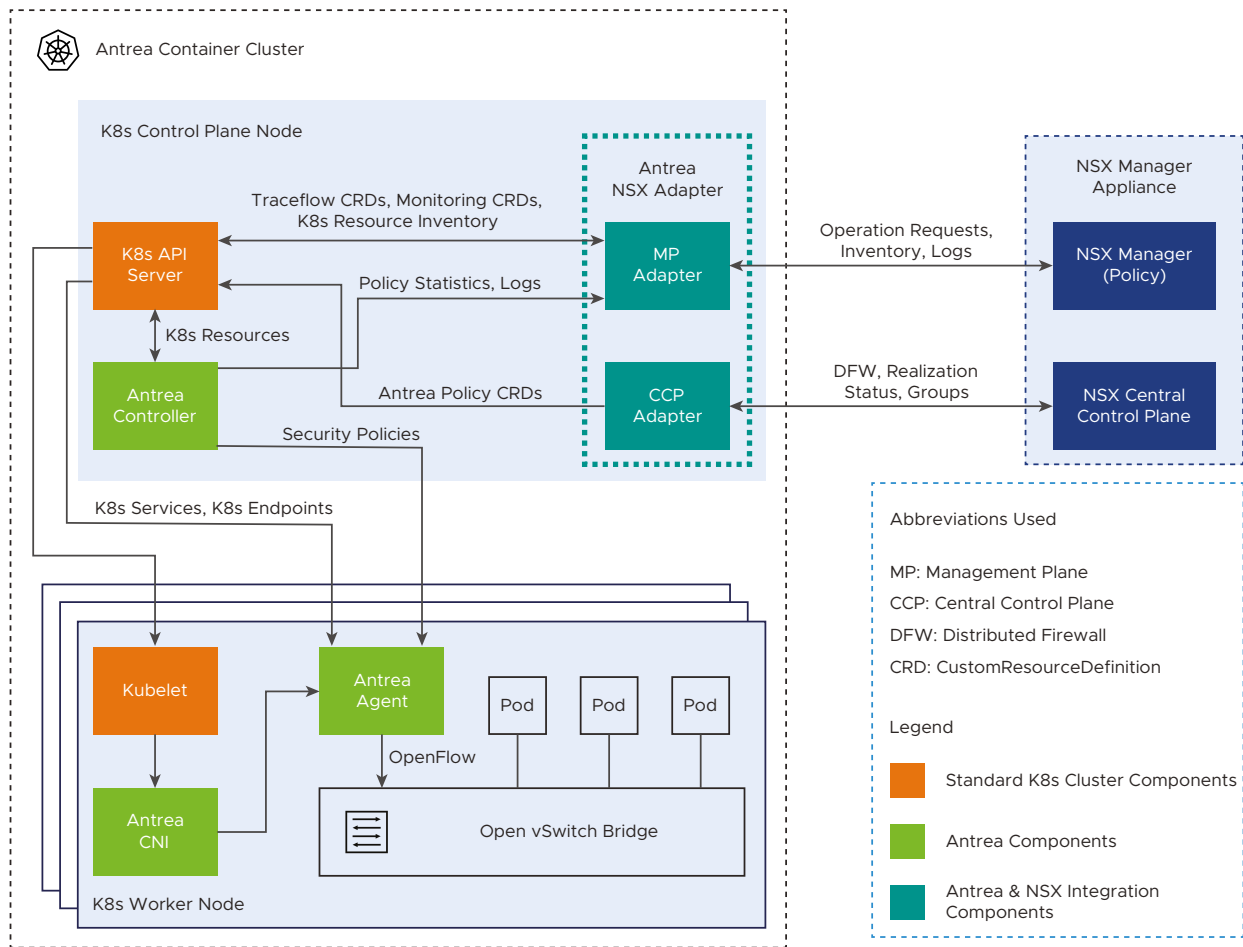 Antrea Container Cluster
K8s Control Plane Node
Antrea
NSX Adapter
NSX Manager
Appliance
Traceflow CRDs, Monitoring CRDs,
K8s Resource Inventory
K8s API
Server
MP
Adapter
Operation Requests,
Inventory, Logs
NSX Manager
(Policy)
Policy Statistics, Logs
K8s Resources
Antrea
Controller
Antrea Policy CRDs
CCP
Adapter
DFW, Realization
Status, Groups
NSX Central
Control Plane
Security Policies
K8s Services, K8s Endpoints
Kubelet
Antrea
Agent
Pod
Pod
Pod
OpenFlow
Antrea
CNI
Open vSwitch Bridge
K8s Worker Node
Abbreviations Used
MP: Management Plane
CCP: Central Control Plane
DFW: Distributed Firewall
CRD: CustomResourceDefinition
Legend
Standard K8s Cluster Components
Antrea Components
Antrea & NSX Integration
Components